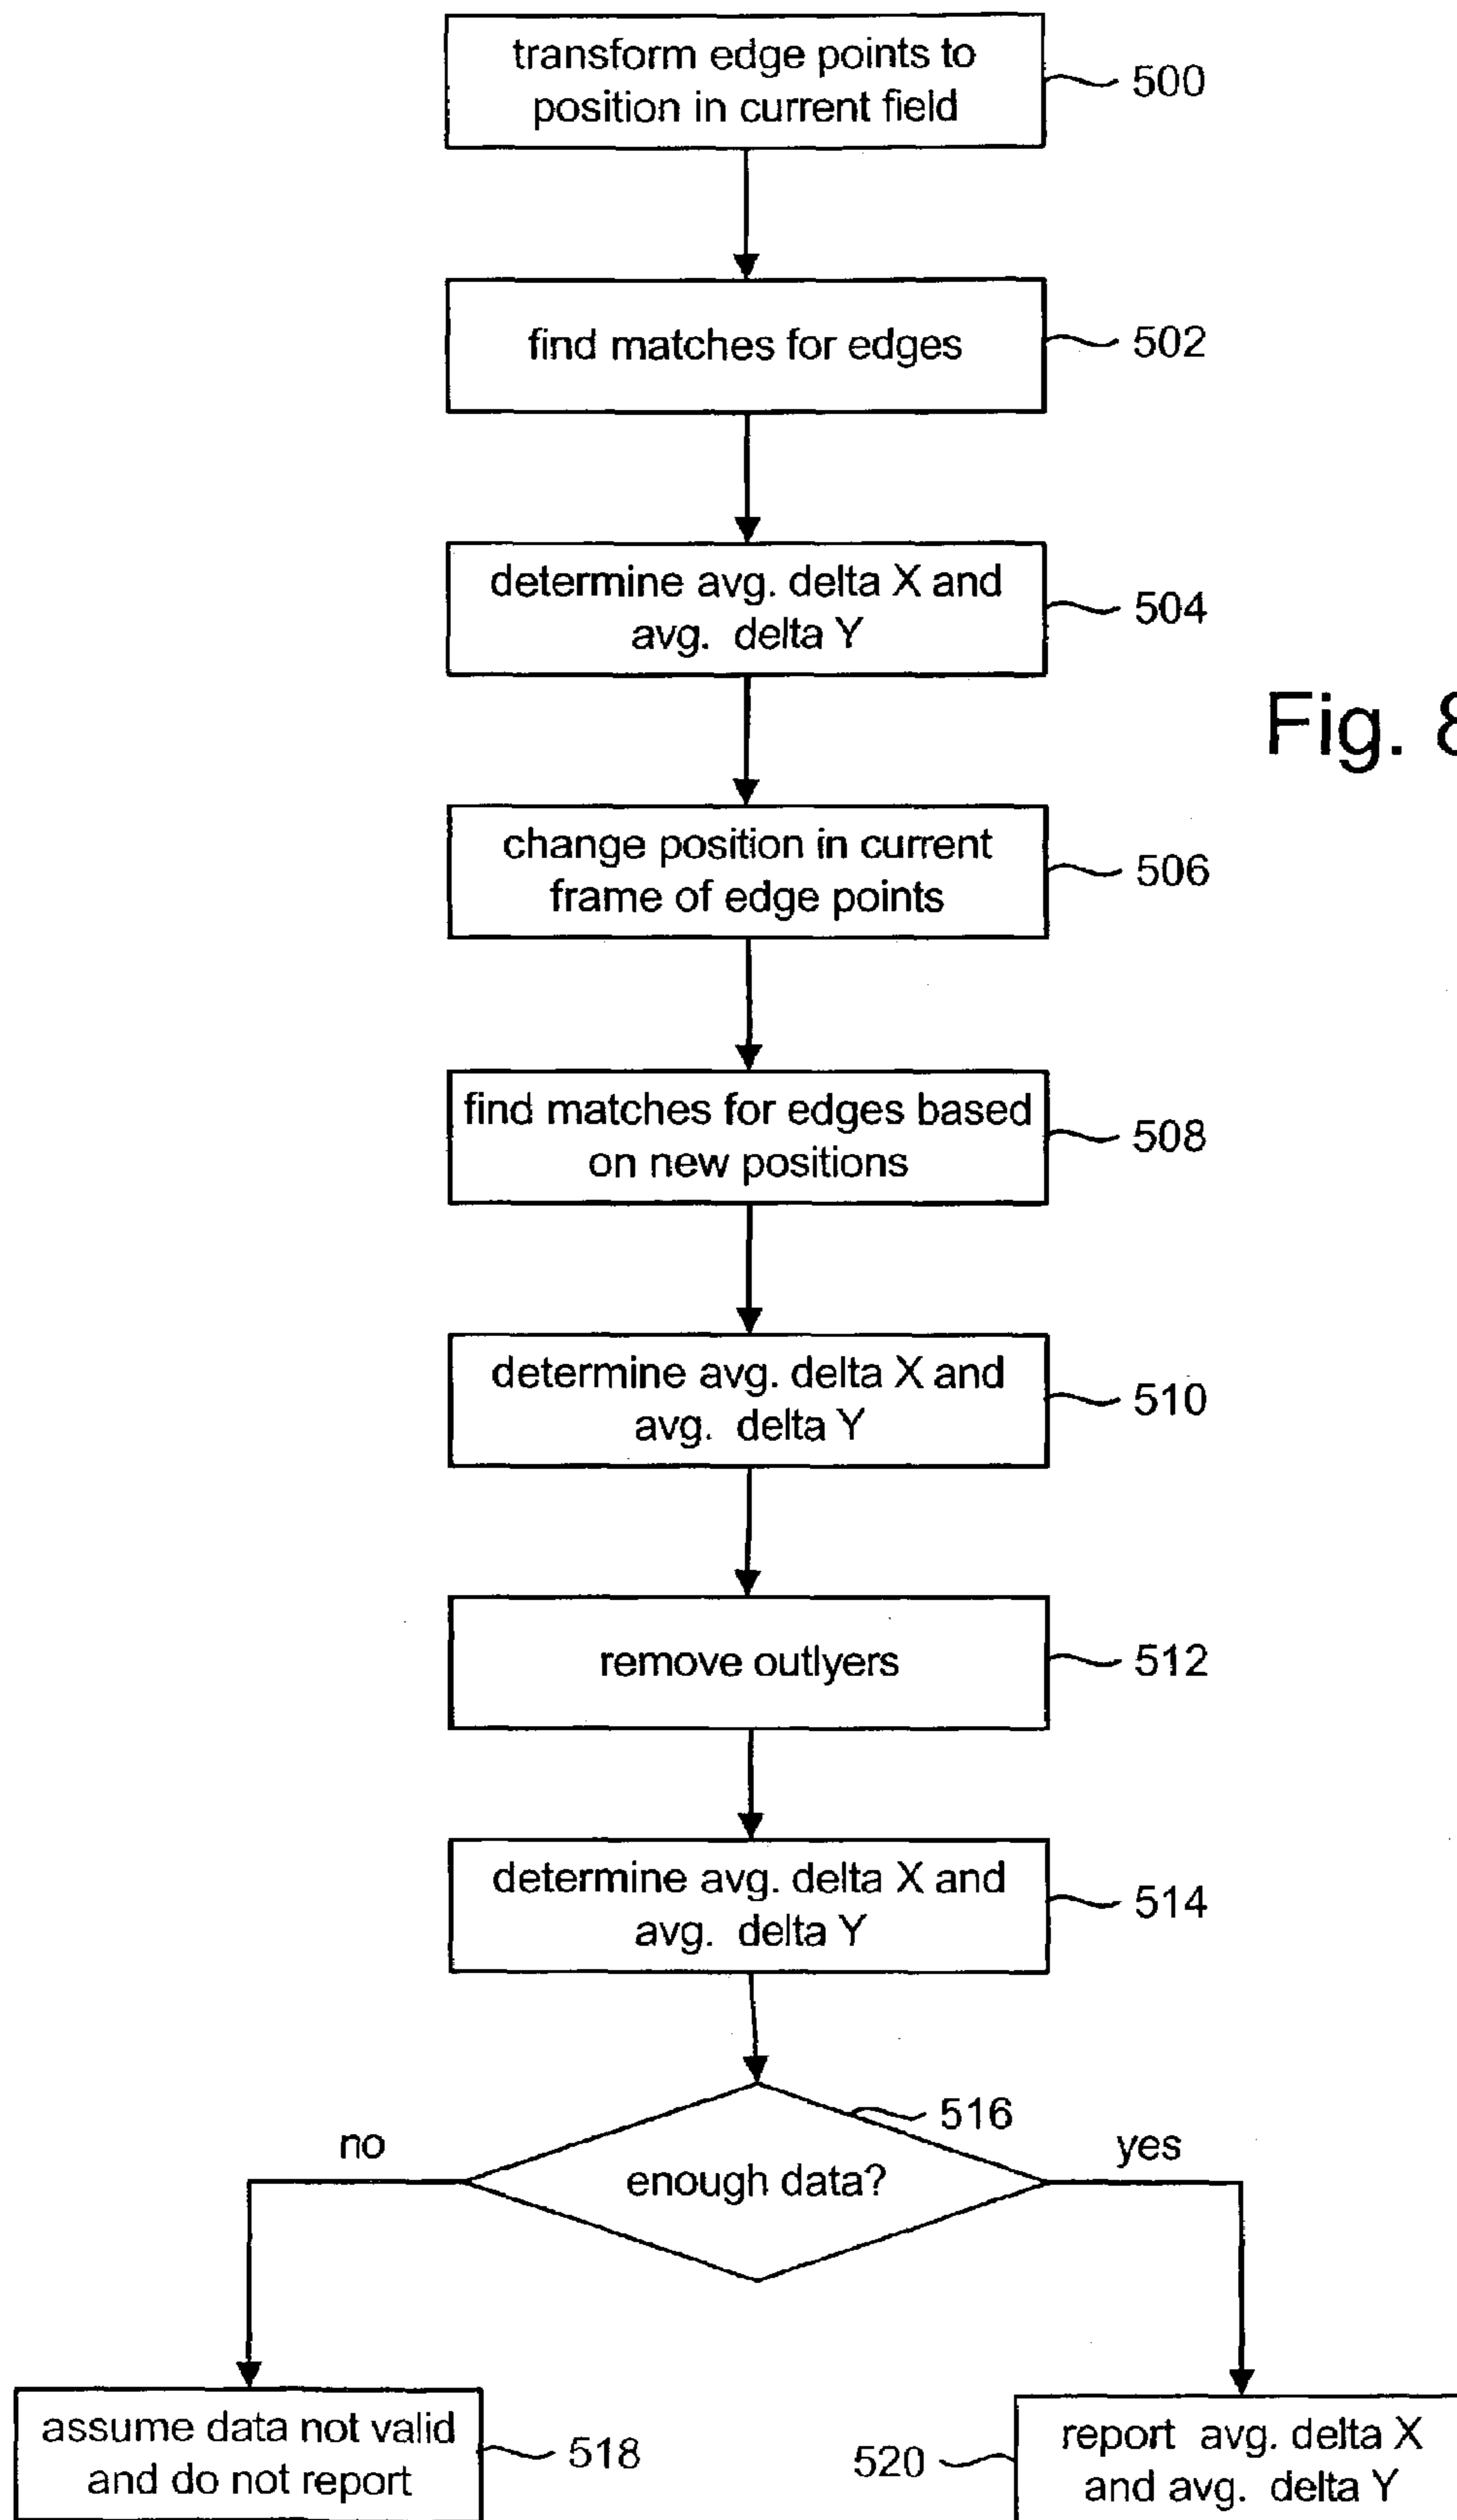 transform edge points to
position in current field
500
find matches for edges
502
determine avg. delta X and
avg. delta Y
504
Fig. 8
change position in current
frame of edge points
506
find matches for edges based
on new positions
508
determine avg. delta X and
avg. delta Y
510
remove outlyers
512
determine avg. delta X and
avg. delta Y
514
516
no
yes
enough data?
assume data not valid
and do not report
518
520
report avg. delta X
and avg. delta Y